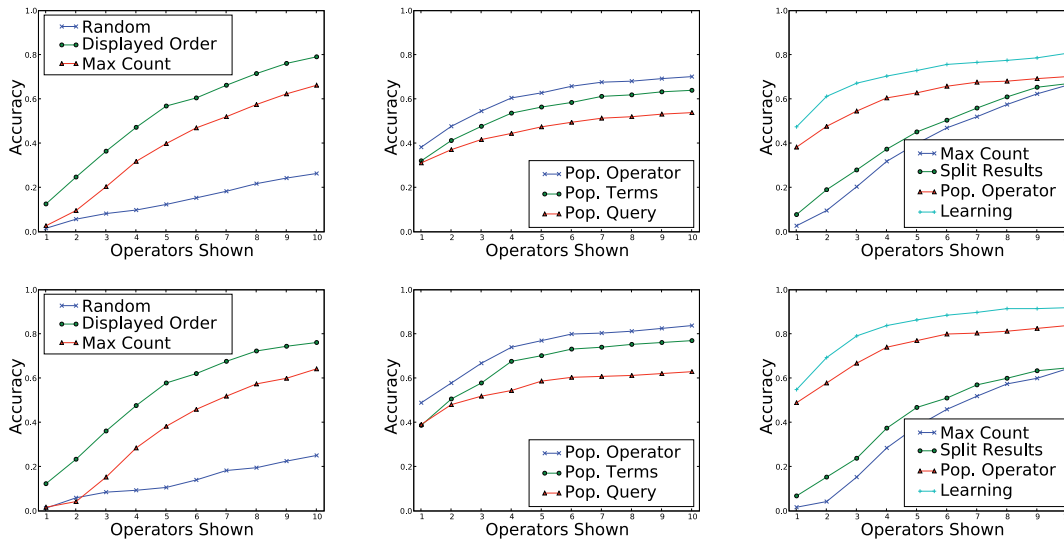 Random
Displayed Order
Max Count
Accuracy
1.0
0.8
0.6
0.4
0.2
0.0
1 2 3 4 5 6 7 8 9 10
Operators Shown
Pop. Operator
Pop. Terms
Pop. Query
Accuracy
1.0
0.8
0.6
0.4
0.2
0.0
1 2 3 4 5 6 7 8 9 10
Operators Shown
Max Count
Split Results
Pop. Operator
Learning
Accuracy
1.0
0.8
0.6
0.4
0.2
0.0
1 2 3 4 5 6 7 8 9
Operators Shown
Random
Displayed Order
Max Count
Accuracy
1.0
0.8
0.6
0.4
0.2
0.0
1 2 3 4 5 6 7 8 9 10
Operators Shown
Pop. Operator
Pop. Terms
Pop. Query
Accuracy
1.0
0.8
0.6
0.4
0.2
0.0
1 2 3 4 5 6 7 8 9 10
Operators Shown
Max Count
Split Results
Pop. Operator
Learning
Accuracy
1.0
0.8
0.6
0.4
0.2
0.0
1 2 3 4 5 6 7 8 9
Operators Shown